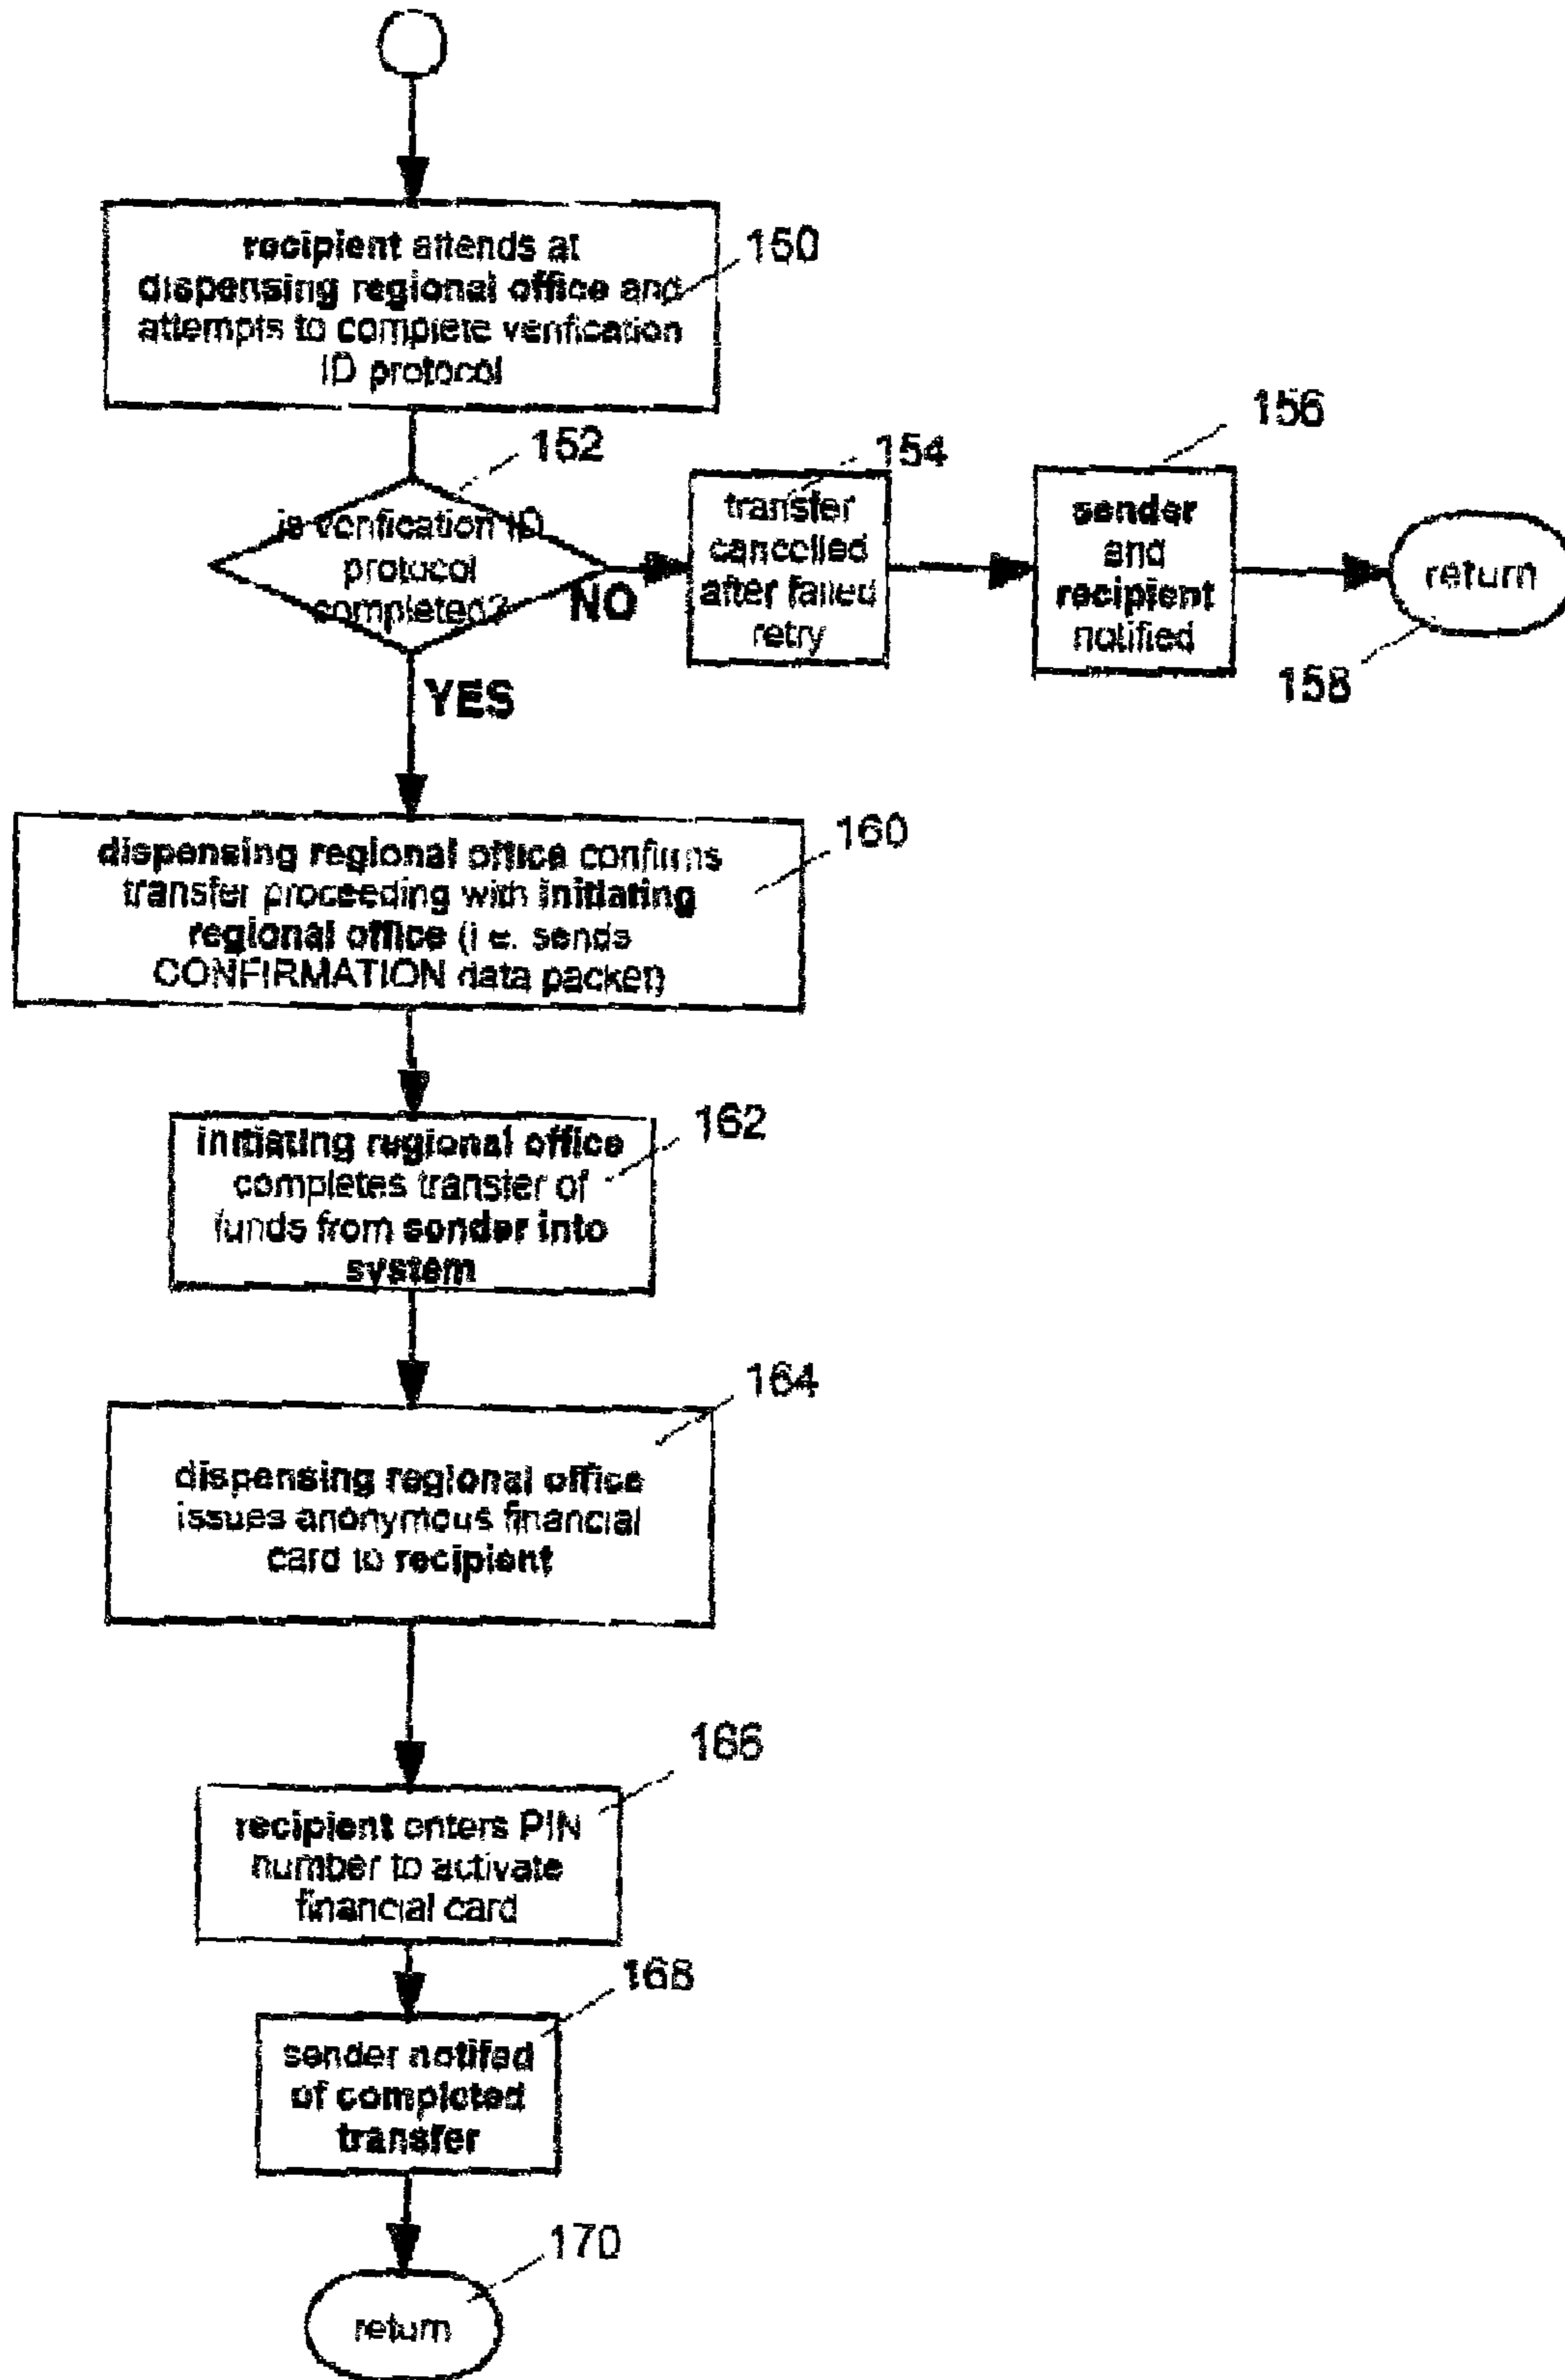 recipient attends at
dispensing regional office and
attempts to complete verification
ID protocol
150
152
is verfication ID
protocol
completed?
NO
YES
154
transfer
cancelled
after failed
retry
156
sender
and
recipient
notified
return
158
160
dispensing regional office confirms
transfer proceeding with initiating
regional office (i.e. sends
CONFIRMATION data packet)
162
initiating regional office
completes transfer of
funds from sender into
system
164
dispensing regional office
issues anonymous financial
card to recipient
166
recipient enters PIN
number to activate
financial card
168
sender notifed
of completed
transfer
170
return